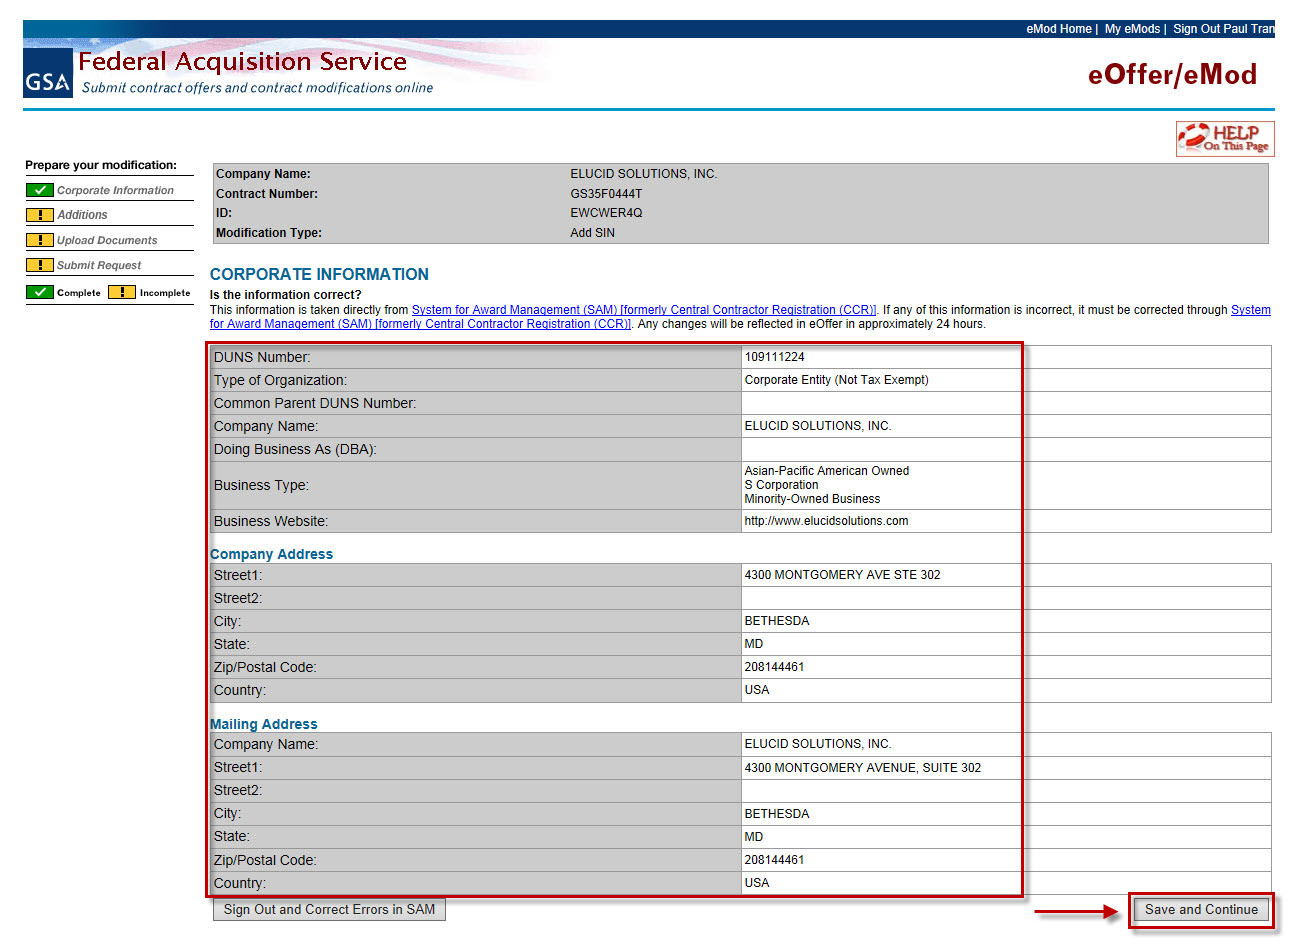 eMod Home | My eMods | Sign Out Paul Tran
GSA
Federal Acquisition Service
Submit contract offers and contract modifications online
eOffer/eMod
HELP
On This Page
Prepare your modification:
Corporate Information
! Additions
! Upload Documents
! Submit Request
Complete ! Incomplete
Company Name: ELUCID SOLUTIONS, INC.
Contract Number: GS35F0444T
ID: EWCWER4Q
Modification Type: Add SIN
CORPORATE INFORMATION
Is the information correct?
This information is taken directly from System for Award Management (SAM) [formerly Central Contractor Registration (CCR)]. If any of this information is incorrect, it must be corrected through System
for Award Management (SAM) [formerly Central Contractor Registration (CCR)]. Any changes will be reflected in eOffer in approximately 24 hours.
DUNS Number: 109111224
Type of Organization: Corporate Entity (Not Tax Exempt)
Common Parent DUNS Number:
Company Name: ELUCID SOLUTIONS, INC.
Doing Business As (DBA):
Business Type: Asian-Pacific American Owned
S Corporation
Minority-Owned Business
Business Website: http://www.elucidsolutions.com
Company Address
Street1: 4300 MONTGOMERY AVE STE 302
Street2:
City: BETHESDA
State: MD
Zip/Postal Code: 208144461
Country: USA
Mailing Address
Company Name: ELUCID SOLUTIONS, INC.
Street1: 4300 MONTGOMERY AVENUE, SUITE 302
Street2:
City: BETHESDA
State: MD
Zip/Postal Code: 208144461
Country: USA
Sign Out and Correct Errors in SAM
Save and Continue